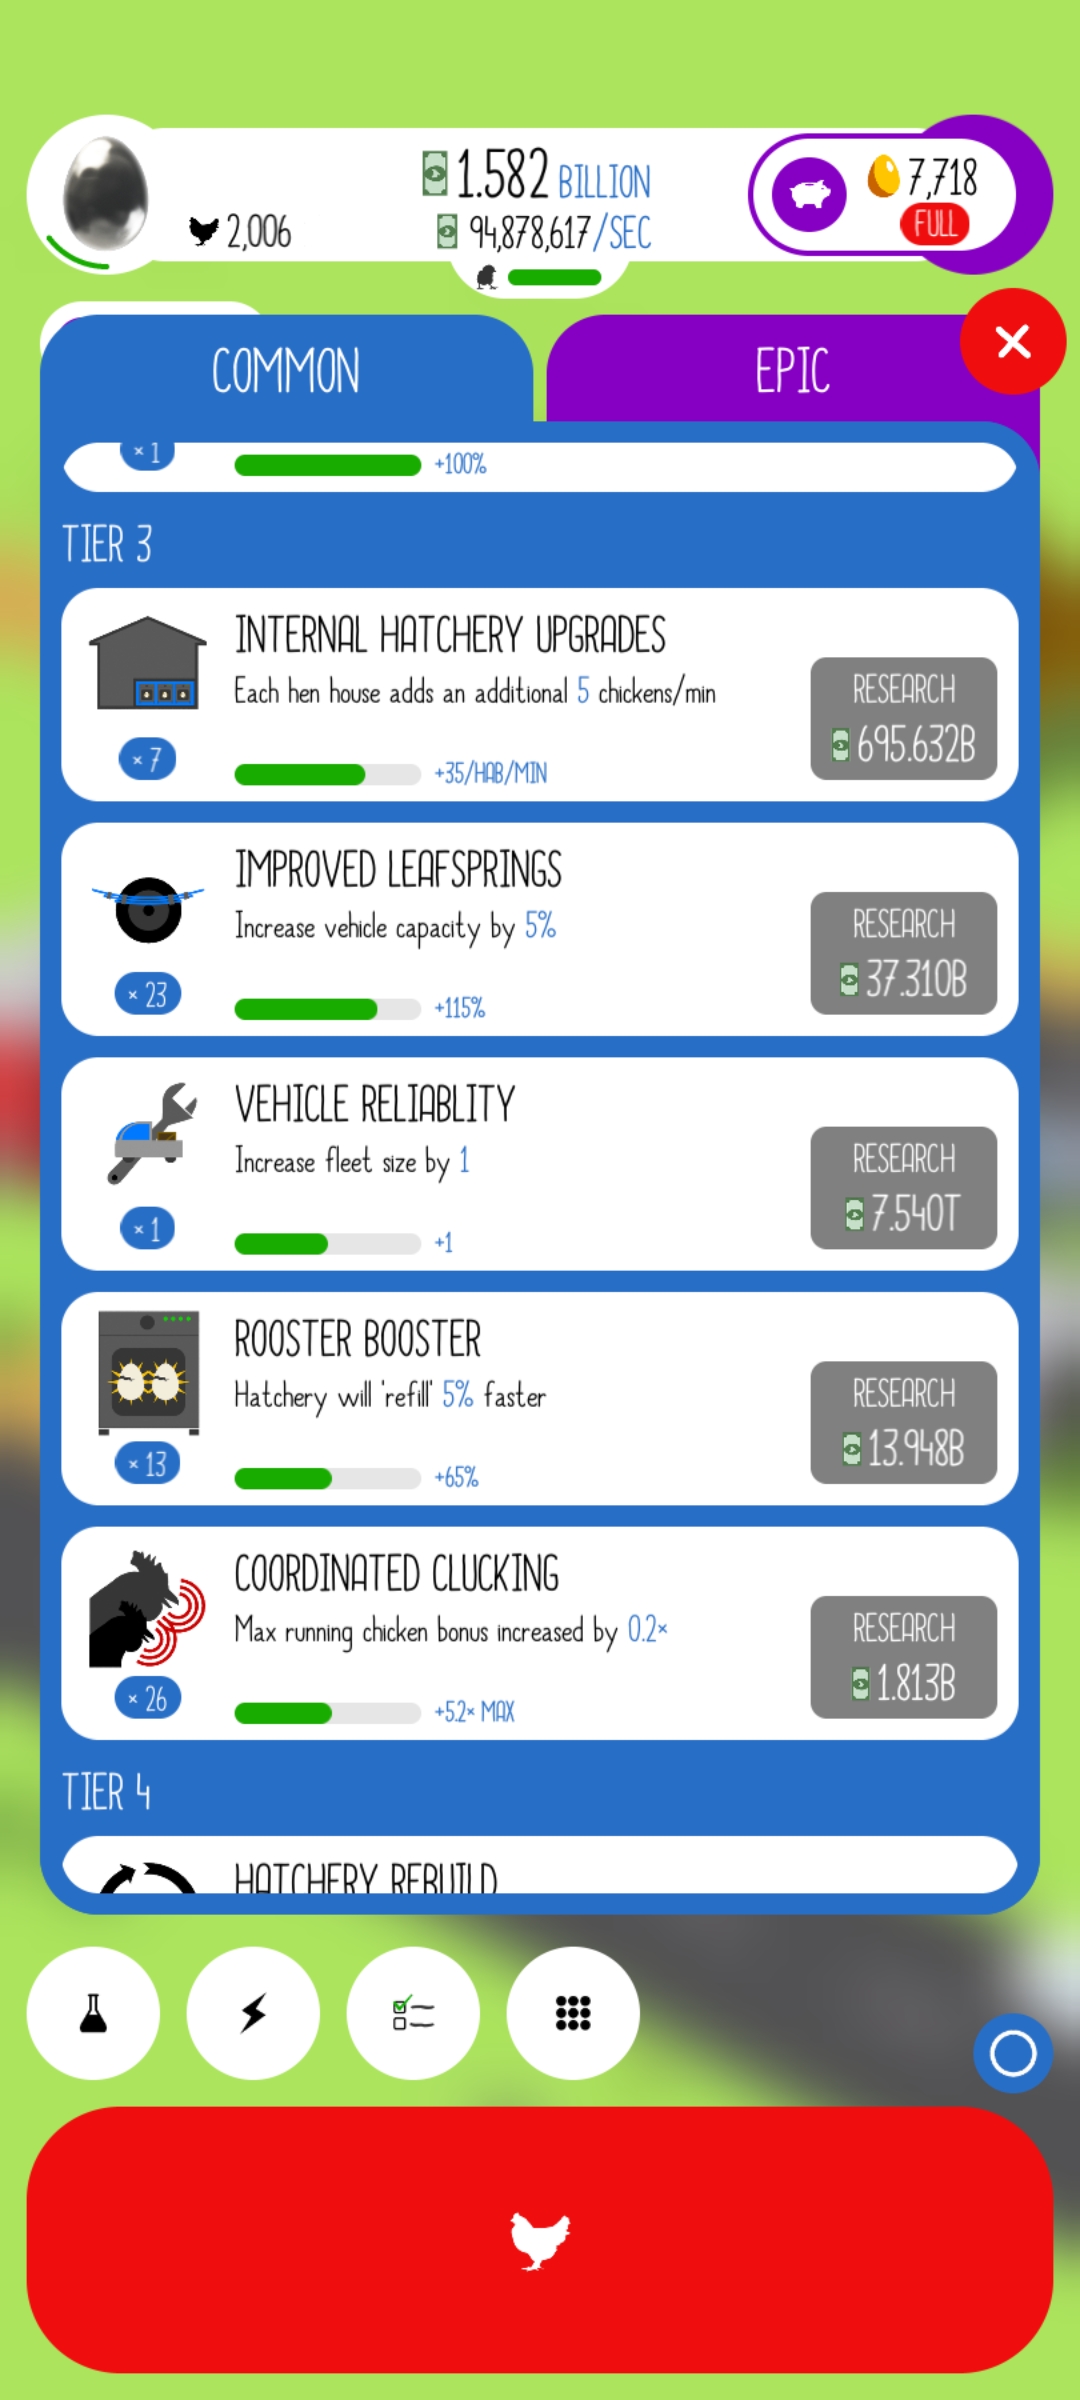 1.582 BILLION
2,006
94,878,617/SEC
7,718
FULL
COMMON
EPIC
× 1
+100%
TIER 3
INTERNAL HATCHERY UPGRADES
Each hen house adds an additional 5 chickens/min
RESEARCH
695.632B
× 7
+35/HAB/MIN
IMPROVED LEAFSPRINGS
Increase vehicle capacity by 5%
RESEARCH
37.310B
× 23
+115%
VEHICLE RELIABLITY
Increase fleet size by 1
RESEARCH
7.540T
× 1
+1
ROOSTER BOOSTER
Hatchery will 'refill' 5% faster
RESEARCH
13.948B
× 13
+65%
COORDINATED CLUCKING
Max running chicken bonus increased by 0.2×
RESEARCH
1.813B
× 26
+5.2× MAX
TIER 4
HATCHERY REBUILD